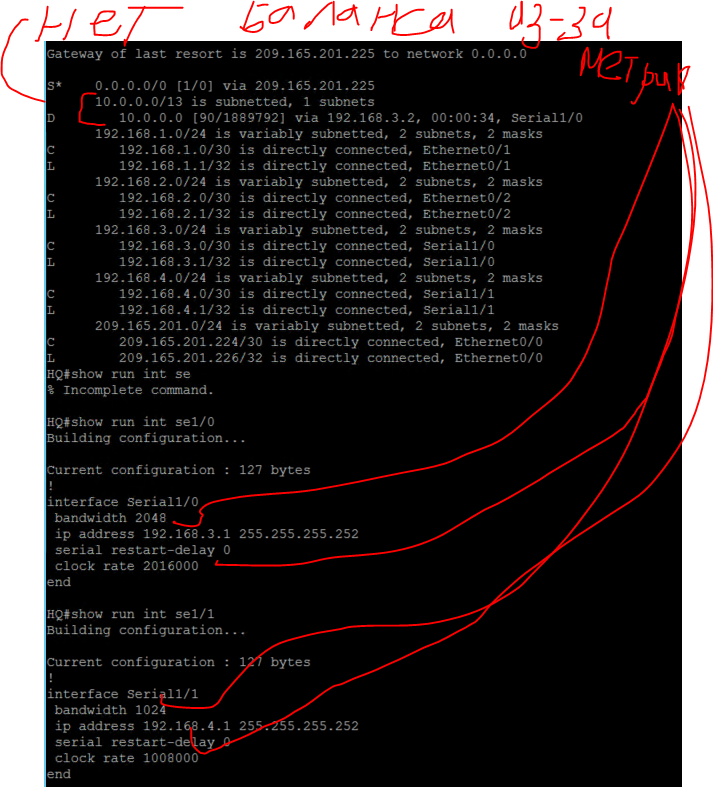 нет баланса из-за
метрик
Gateway of last resort is 209.165.201.225 to network 0.0.0.0
S* 0.0.0.0/0 [1/0] via 209.165.201.225
10.0.0.0/13 is subnetted, 1 subnets
D 10.0.0.0 [90/1889792] via 192.168.3.2, 00:00:34, Serial1/0
192.168.1.0/24 is variably subnetted, 2 subnets, 2 masks
C 192.168.1.0/30 is directly connected, Ethernet0/1
L 192.168.1.1/32 is directly connected, Ethernet0/1
192.168.2.0/24 is variably subnetted, 2 subnets, 2 masks
C 192.168.2.0/30 is directly connected, Ethernet0/2
L 192.168.2.1/32 is directly connected, Ethernet0/2
192.168.3.0/24 is variably subnetted, 2 subnets, 2 masks
C 192.168.3.0/30 is directly connected, Serial1/0
L 192.168.3.1/32 is directly connected, Serial1/0
192.168.4.0/24 is variably subnetted, 2 subnets, 2 masks
C 192.168.4.0/30 is directly connected, Serial1/1
L 192.168.4.1/32 is directly connected, Serial1/1
209.165.201.0/24 is variably subnetted, 2 subnets, 2 masks
C 209.165.201.224/30 is directly connected, Ethernet0/0
L 209.165.201.226/32 is directly connected, Ethernet0/0
HQ#show run int se
% Incomplete command.
HQ#show run int se1/0
Building configuration...
Current configuration : 127 bytes
!
interface Serial1/0
bandwidth 2048
ip address 192.168.3.1 255.255.255.252
serial restart-delay 0
clock rate 2016000
end
HQ#show run int se1/1
Building configuration...
Current configuration : 127 bytes
!
interface Serial1/1
bandwidth 1024
ip address 192.168.4.1 255.255.255.252
serial restart-delay 0
clock rate 1008000
end